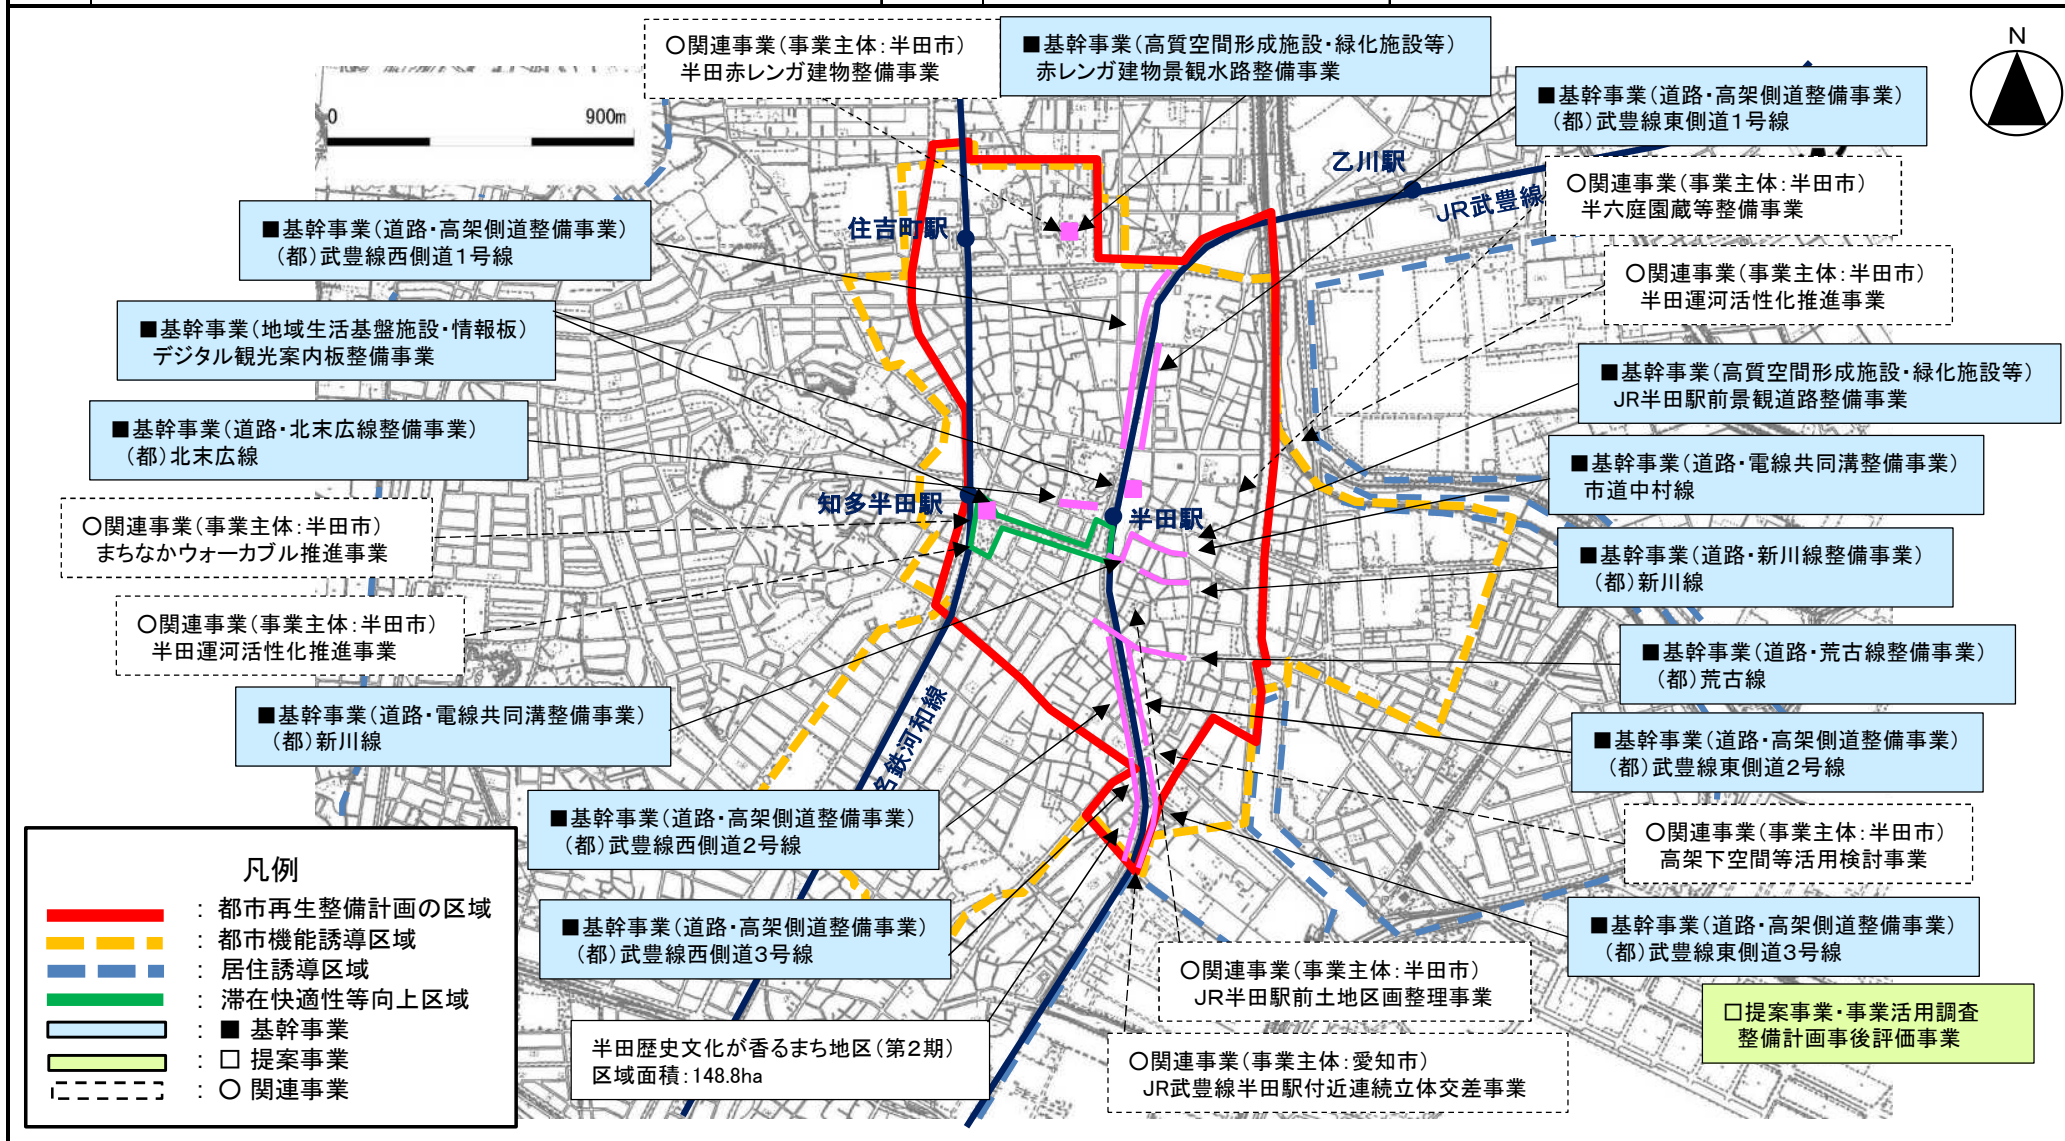 ○関連事業(事業主体:半田市)
半田赤レンガ建物整備事業
■基幹事業(高質空間形成施設・緑化施設等)
赤レンガ建物景観水路整備事業
N
0
900m
■基幹事業(道路・高架側道整備事業)
(都)武豊線東側道1号線
乙川駅
JR武豊線
○関連事業(事業主体:半田市)
半六庭園蔵等整備事業
■基幹事業(道路・高架側道整備事業)
(都)武豊線西側道1号線
住吉町駅
○関連事業(事業主体:半田市)
半田運河活性化推進事業
■基幹事業(地域生活基盤施設・情報板)
デジタル観光案内板整備事業
■基幹事業(高質空間形成施設・緑化施設等)
JR半田駅前景観道路整備事業
■基幹事業(道路・北末広線整備事業)
(都)北末広線
■基幹事業(道路・電線共同溝整備事業)
市道中村線
知多半田駅
半田駅
○関連事業(事業主体:半田市)
まちなかウォーカブル推進事業
■基幹事業(道路・新川線整備事業)
(都)新川線
○関連事業(事業主体:半田市)
半田運河活性化推進事業
■基幹事業(道路・荒古線整備事業)
(都)荒古線
■基幹事業(道路・電線共同溝整備事業)
(都)新川線
名鉄河和線
■基幹事業(道路・高架側道整備事業)
(都)武豊線東側道2号線
■基幹事業(道路・高架側道整備事業)
(都)武豊線西側道2号線
○関連事業(事業主体:半田市)
高架下空間等活用検討事業
■基幹事業(道路・高架側道整備事業)
(都)武豊線西側道3号線
■基幹事業(道路・高架側道整備事業)
(都)武豊線東側道3号線
○関連事業(事業主体:半田市)
JR半田駅前土地区画整理事業
□提案事業・事業活用調査
整備計画事後評価事業
半田歴史文化が香るまち地区(第2期)
区域面積:148.8ha
○関連事業(事業主体:愛知市)
JR武豊線半田駅付近連続立体交差事業
凡例
:都市再生整備計画の区域
:都市機能誘導区域
:居住誘導区域
:滞在快適性等向上区域
:■ 基幹事業
:□ 提案事業
:○ 関連事業